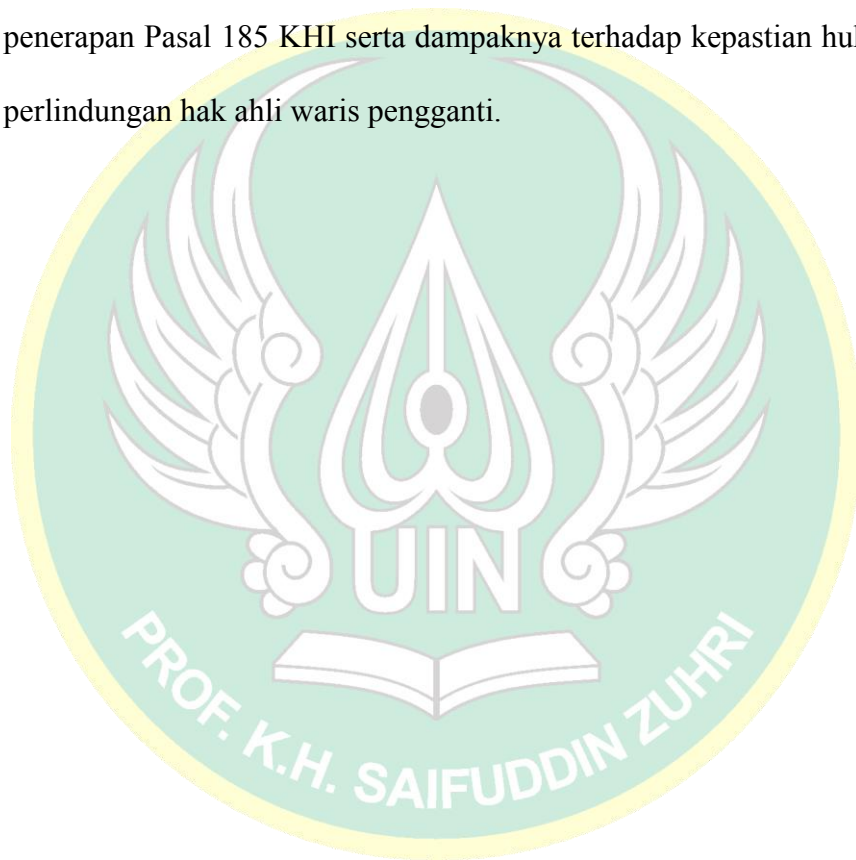 penerapan Pasal 185 KHI serta dampaknya terhadap kepastian
perlindungan hak ahli waris pengganti.
UIN
PROF. K.H. SAIFUDDIN ZUHRI